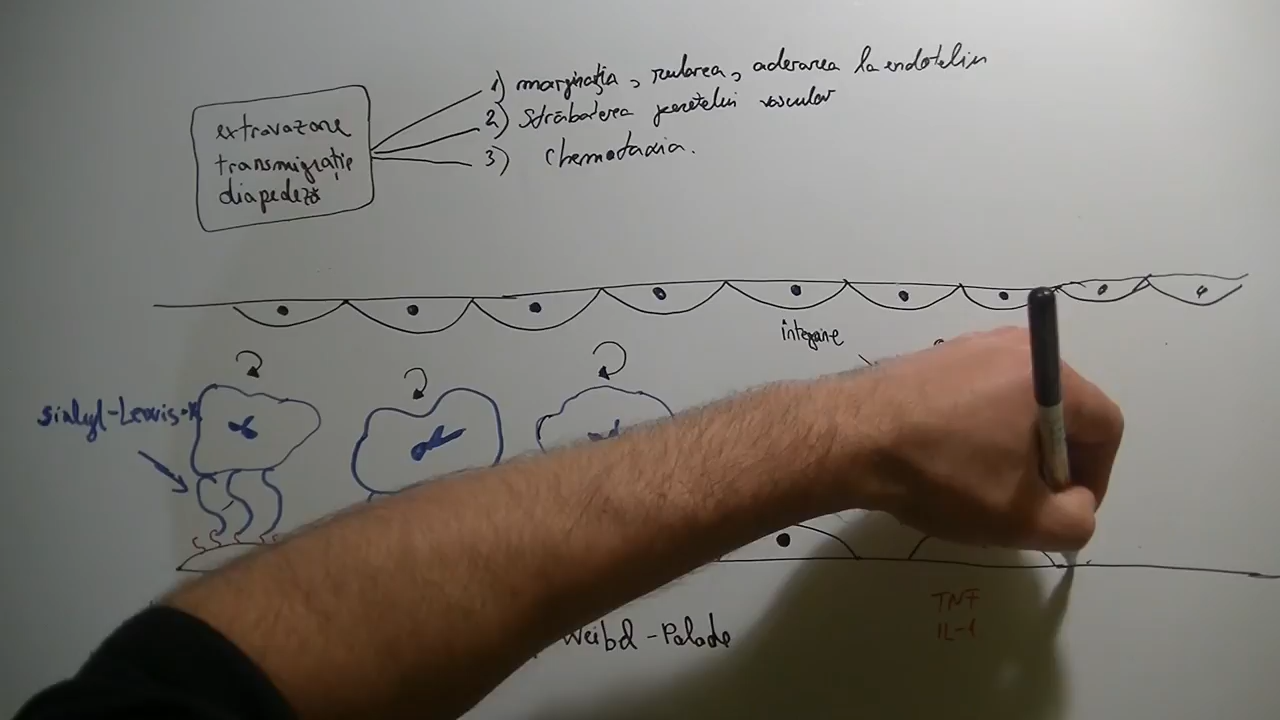 extravazare
transmigrație
diapedeză
1) marginația, rularea, aderarea la endoteliu
2) străbaterea peretelui vascular
3) chemotaxia.
integrine
sialyl-Lewis-X
TNF
IL-1
Weibel-Palade